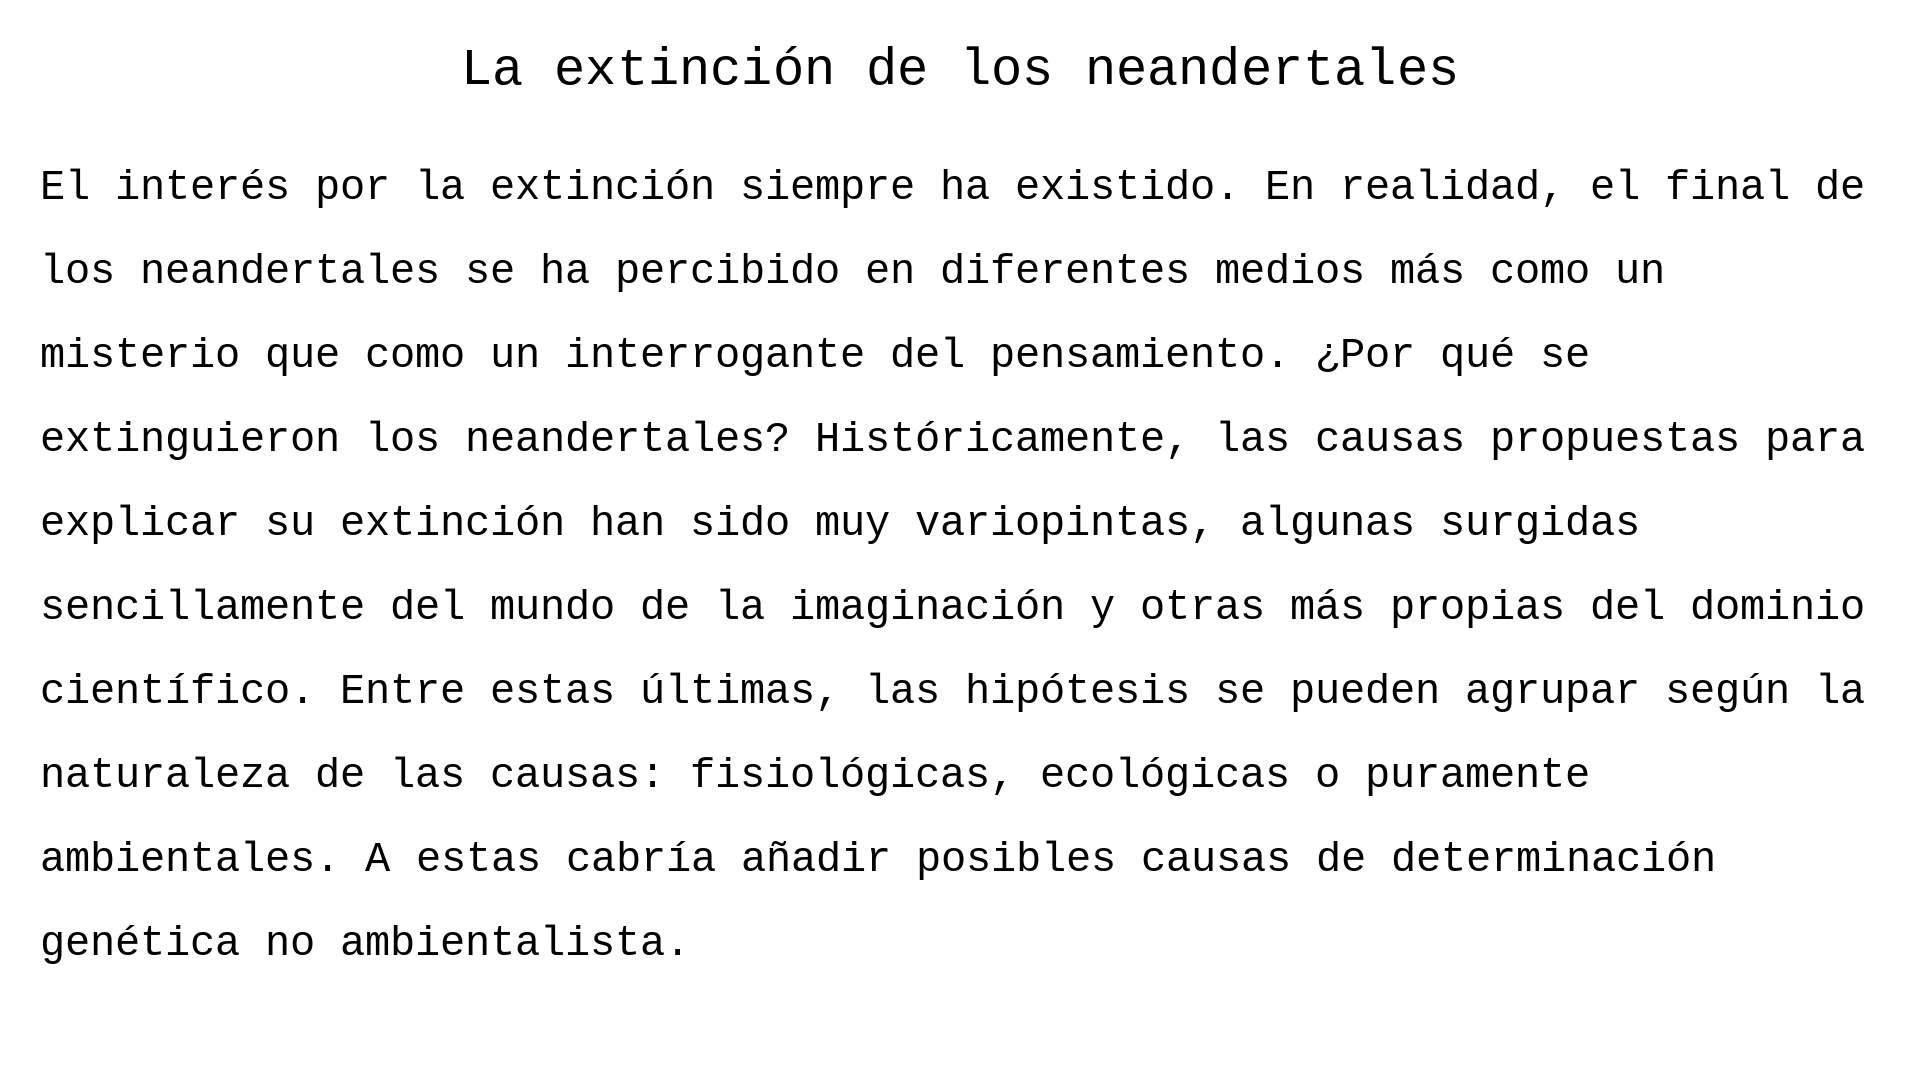 La extinción de los neandertales
El interés por la extinción siempre ha existido. En realidad, el final de
los neandertales se ha percibido en diferentes medios más como un
misterio que como un interrogante del pensamiento. ¿Por qué se
extinguieron los neandertales? Históricamente, las causas propuestas para
explicar su extinción han sido muy variopintas, algunas surgidas
sencillamente del mundo de la imaginación y otras más propias del dominio
científico. Entre estas últimas, las hipótesis se pueden agrupar según la
naturaleza de las causas: fisiológicas, ecológicas o puramente
ambientales. A estas cabría añadir posibles causas de determinación
genética no ambientalista.